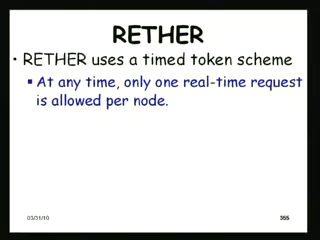 RETHER
• RETHER uses a timed token scheme
▪ At any time, only one real-time request
is allowed per node.
03/31/10
355